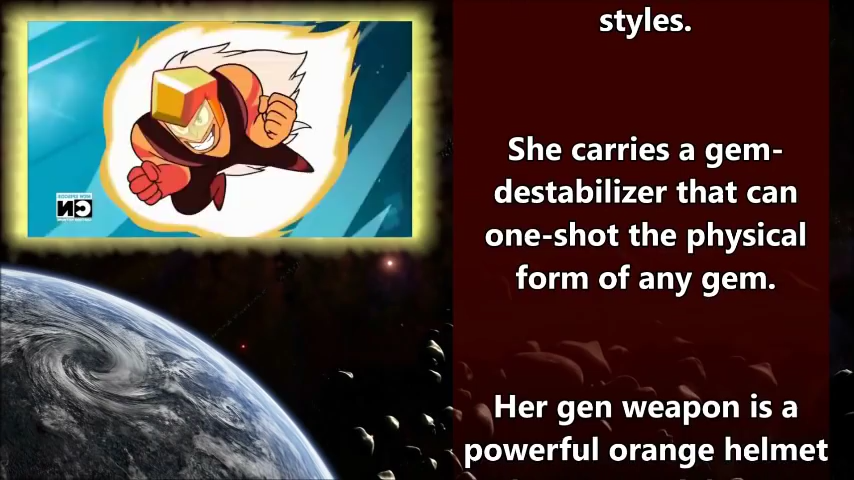 styles.
She carries a gem-
destabilizer that can
one-shot the physical
form of any gem.
Her gen weapon is a
powerful orange helmet